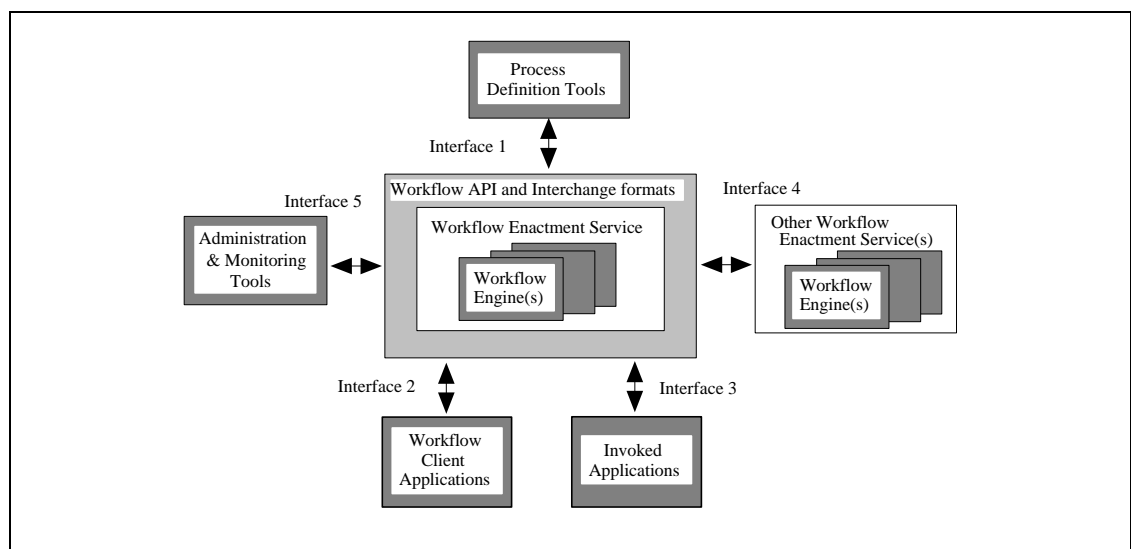 Process
Definition Tools
Interface 1
Workflow API and Interchange formats
Interface 4
Interface 5
Workflow Enactment Service
Other Workflow
Enactment Service(s)
Administration
& Monitoring
Tools
Workflow
Engine(s)
Workflow
Engine(s)
Interface 2
Interface 3
Workflow
Client
Applications
Invoked
Applications